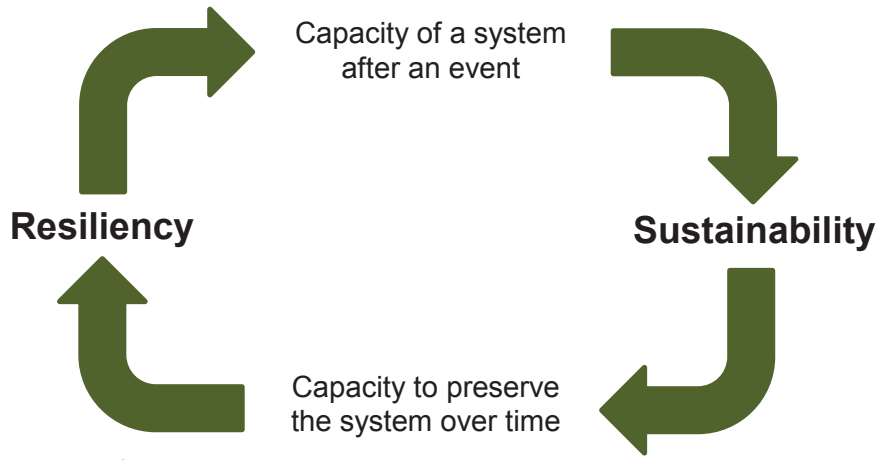 Capacity of a system
after an event
Resiliency
Sustainability
Capacity to preserve
the system over time